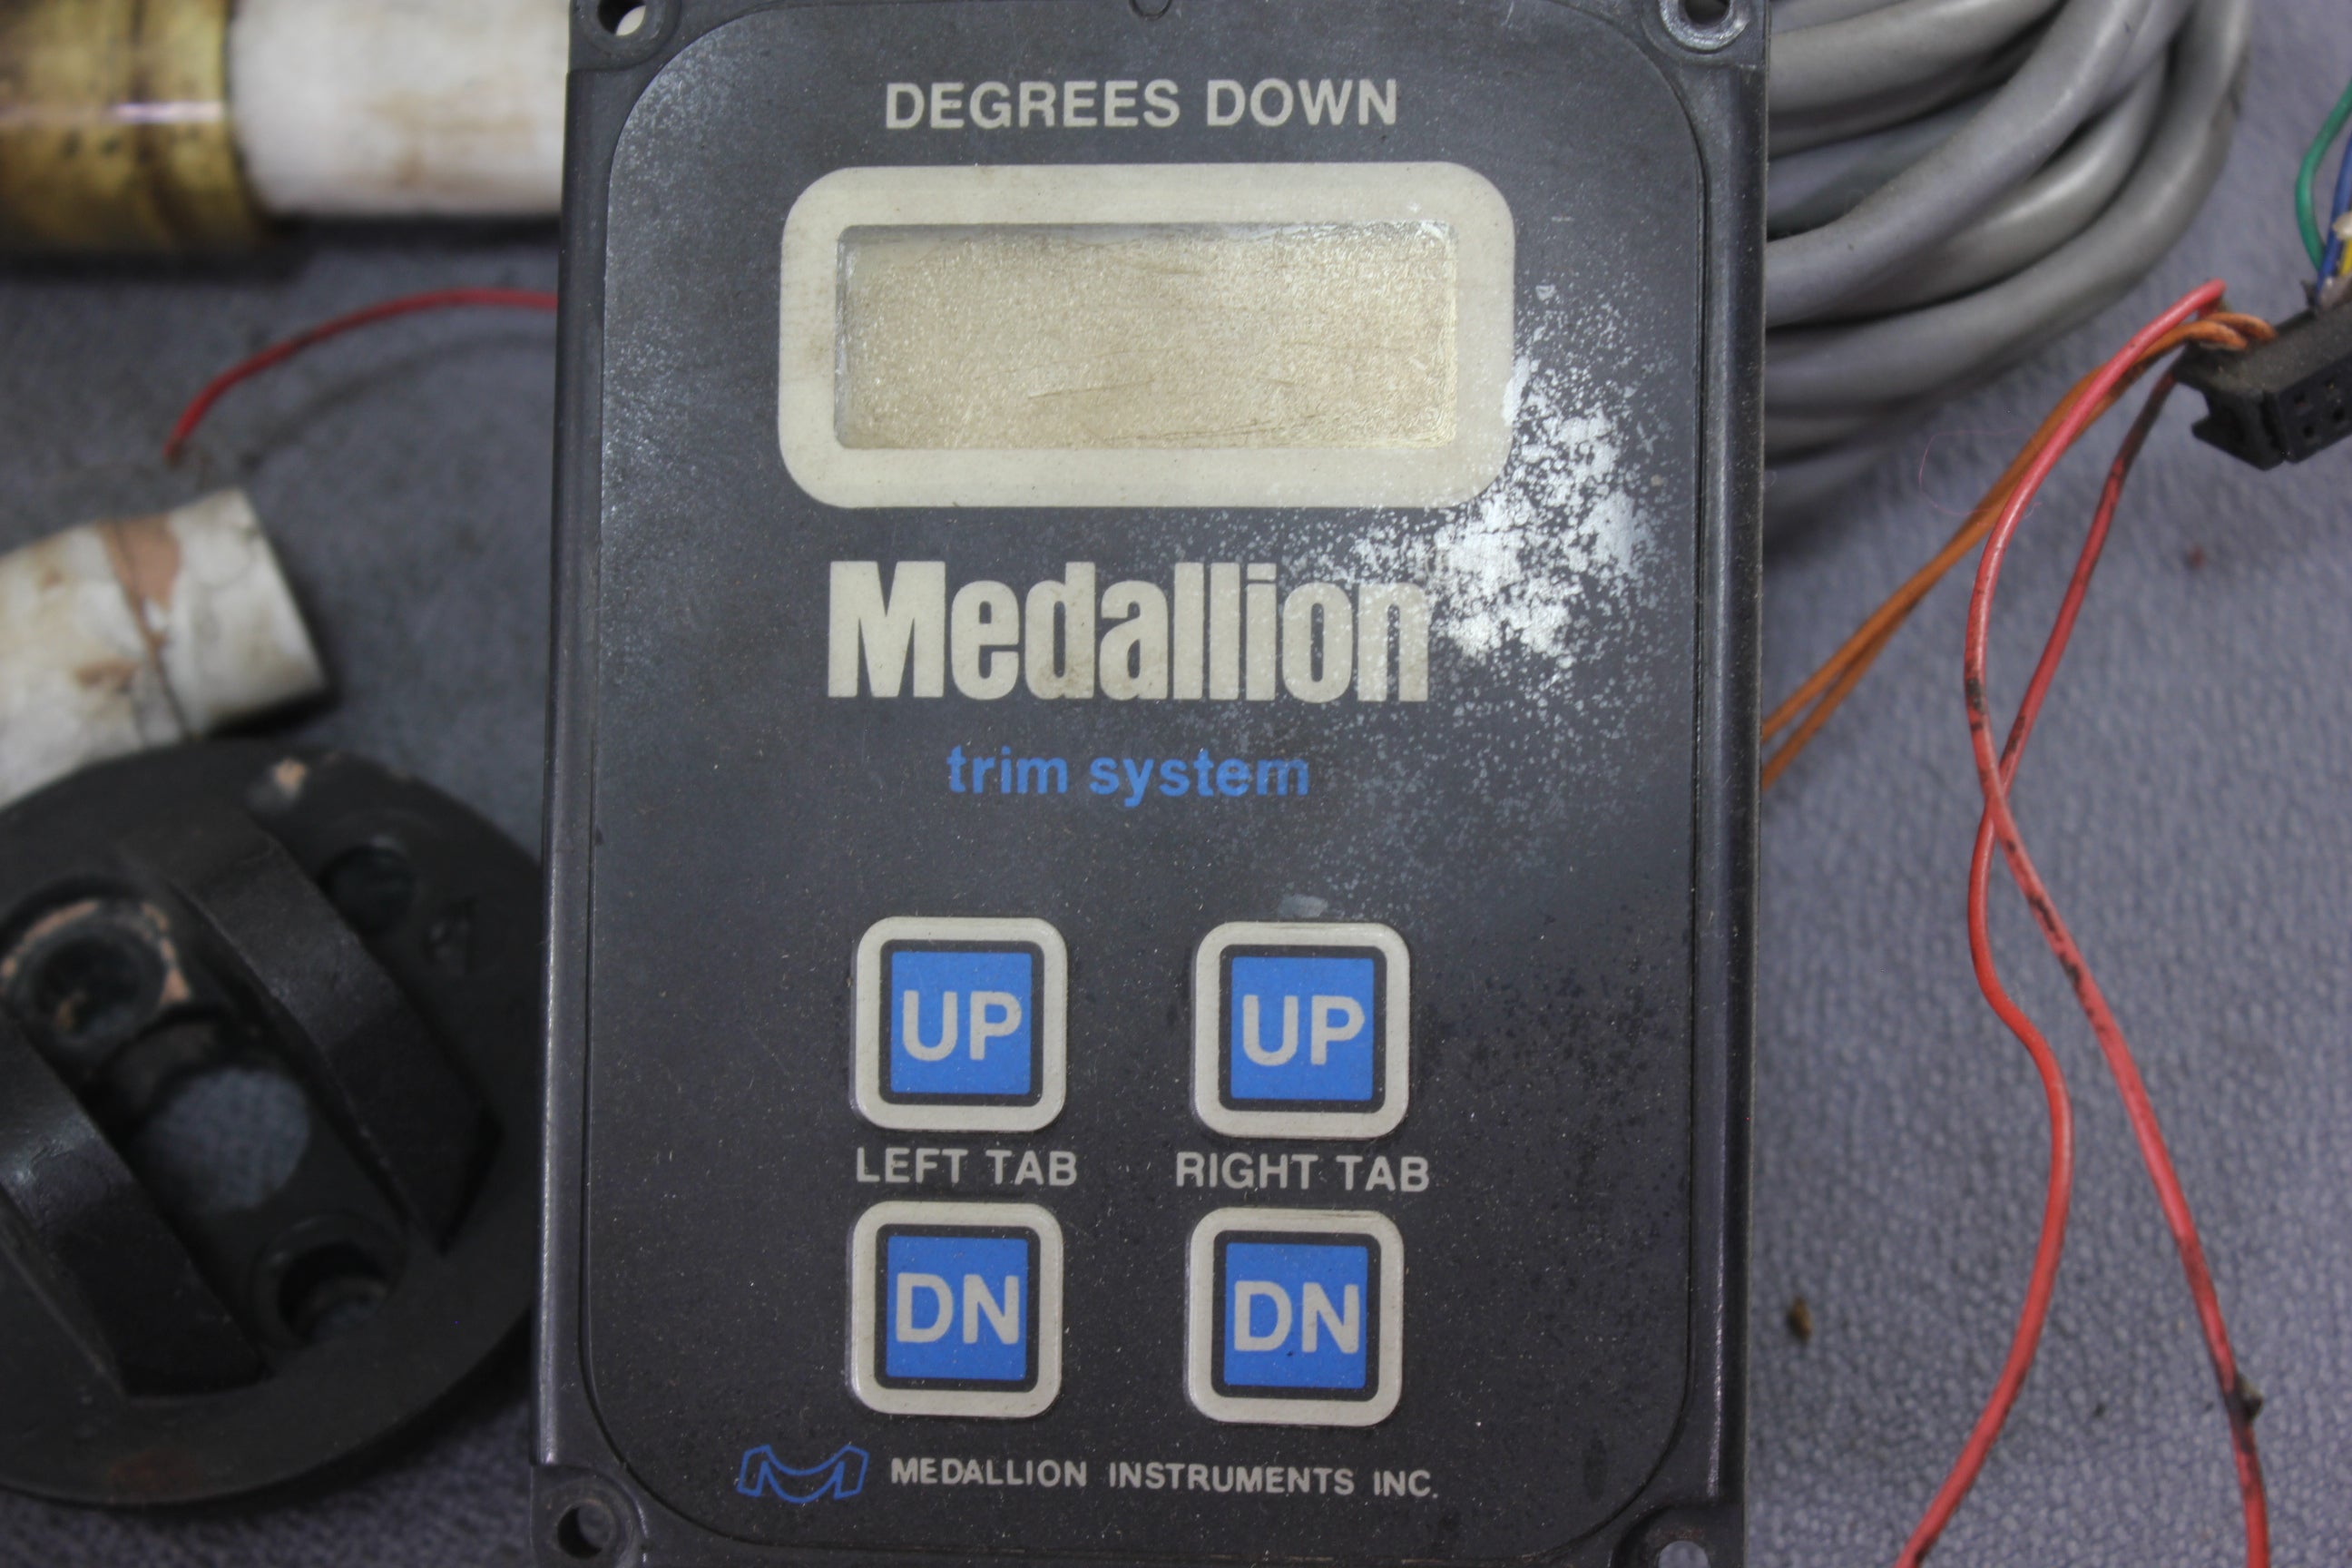 DEGREES DOWN
Medallion
trim system
UP UP
LEFT TAB RIGHT TAB
DN DN
MEDALLION INSTRUMENTS INC.